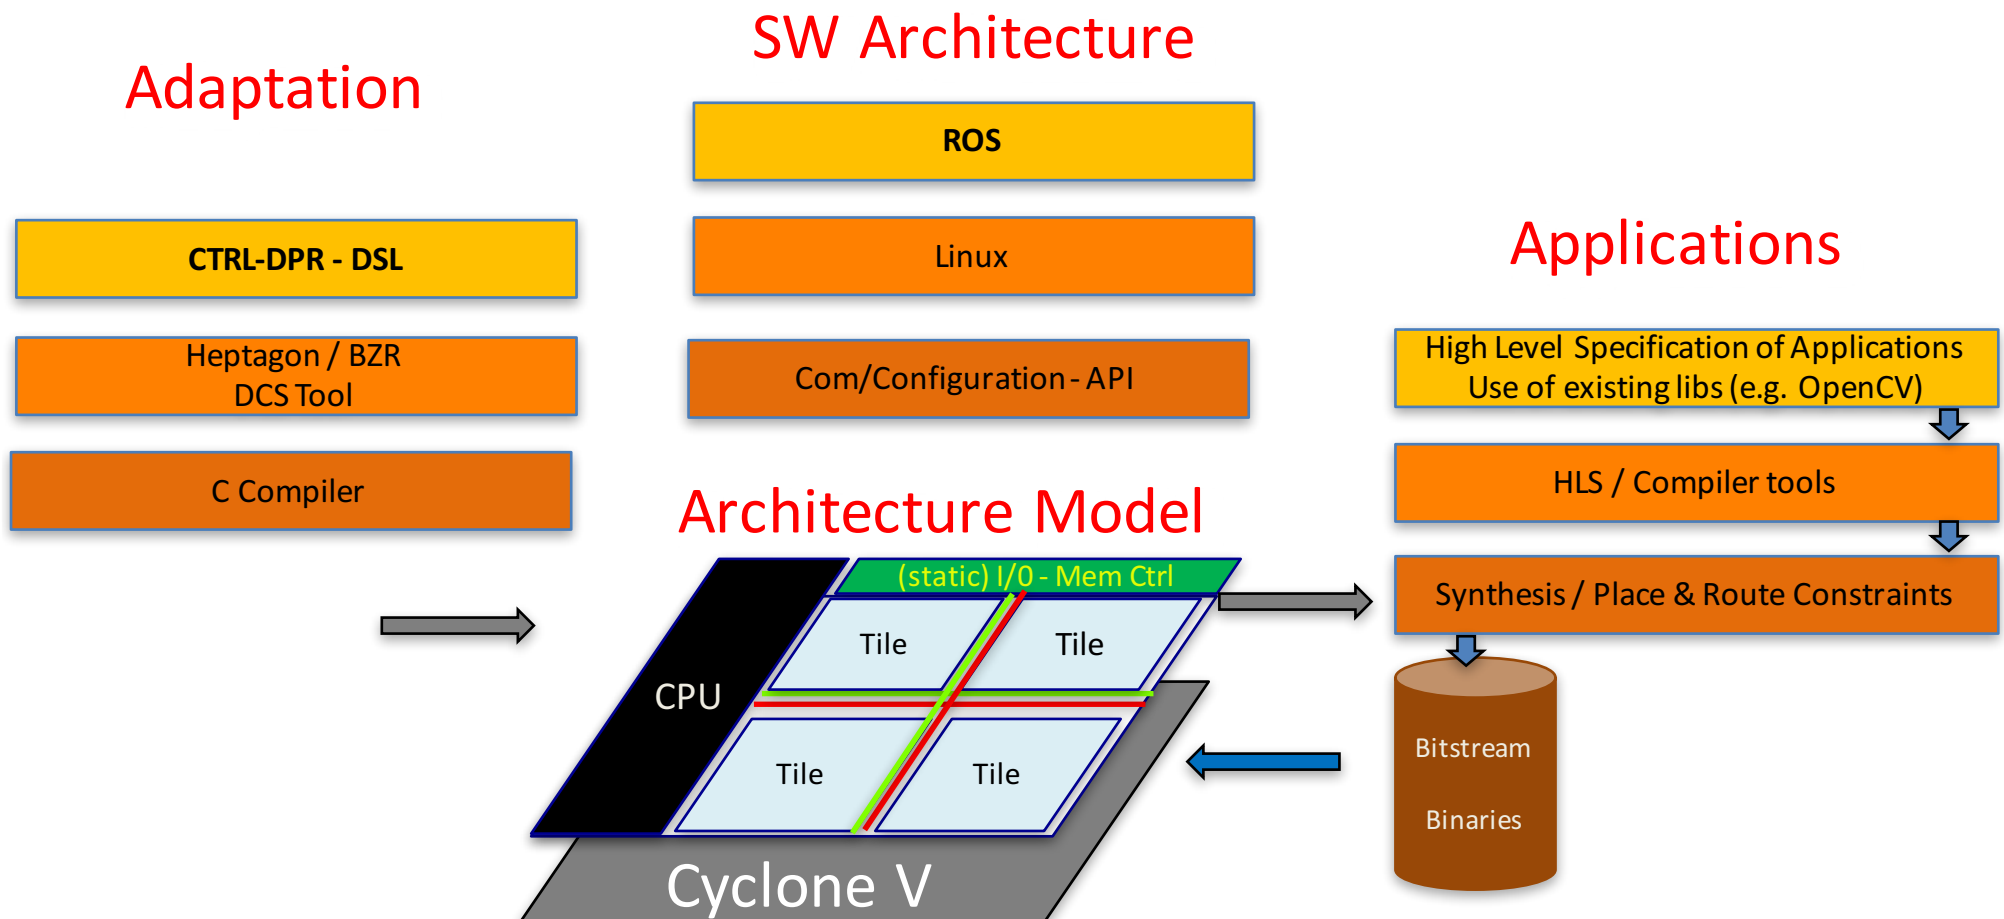 SW Architecture
Adaptation
ROS
CTRL-DPR - DSL
Linux
Applications
Heptagon / BZR
DCS Tool
Com/Configuration - API
High Level Specification of Applications
Use of existing libs (e.g. OpenCV)
C Compiler
HLS / Compiler tools
Architecture Model
(static) I/0 - Mem Ctrl
Synthesis / Place & Route Constraints
Tile
Tile
CPU
Tile
Tile
Bitstream
Binaries
Cyclone V